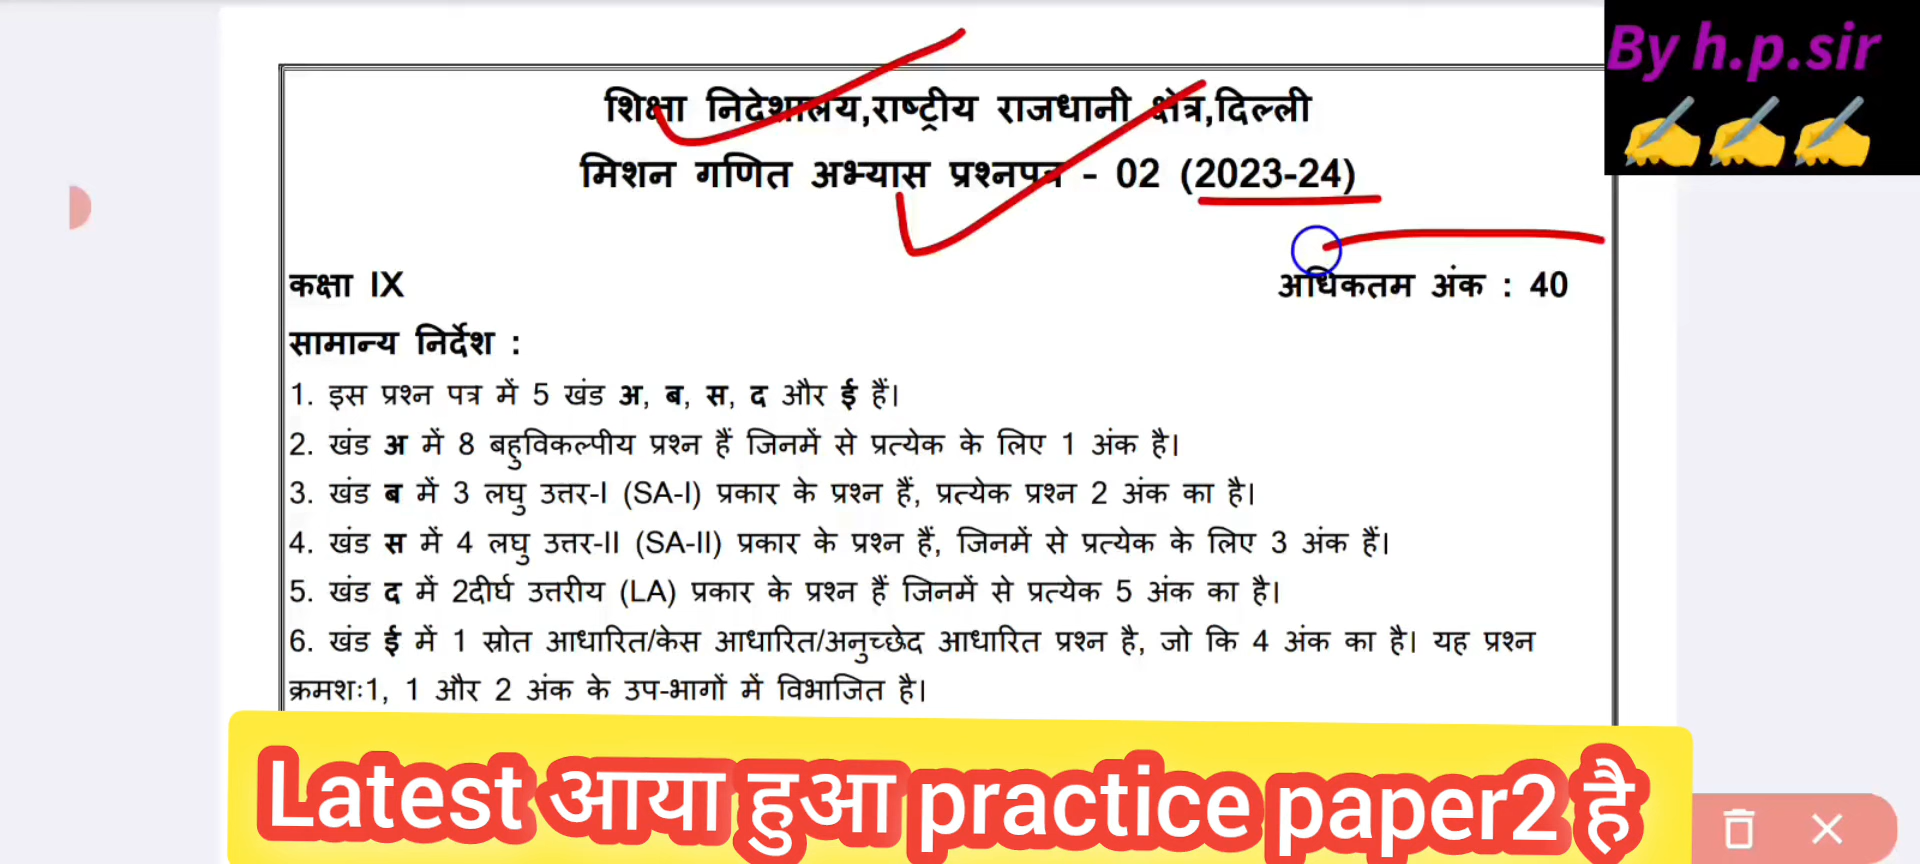 By h.p.sir
शिक्षा निदेशालय,राष्ट्रीय राजधानी क्षेत्र,दिल्ली
मिशन गणित अभ्यास प्रश्नपत्र - 02 (2023-24)
कक्षा IX
अधिकतम अंक : 40
सामान्य निर्देश :
1. इस प्रश्न पत्र में 5 खंड अ, ब, स, द और ई हैं।
2. खंड अ में 8 बहुविकल्पीय प्रश्न हैं जिनमें से प्रत्येक के लिए 1 अंक है।
3. खंड ब में 3 लघु उत्तर-I (SA-I) प्रकार के प्रश्न हैं, प्रत्येक प्रश्न 2 अंक का है।
4. खंड स में 4 लघु उत्तर-II (SA-II) प्रकार के प्रश्न हैं, जिनमें से प्रत्येक के लिए 3 अंक हैं।
5. खंड द में 2दीर्घ उत्तरीय (LA) प्रकार के प्रश्न हैं जिनमें से प्रत्येक 5 अंक का है।
6. खंड ई में 1 स्रोत आधारित/केस आधारित/अनुच्छेद आधारित प्रश्न है, जो कि 4 अंक का है। यह प्रश्न
क्रमशः1, 1 और 2 अंक के उप-भागों में विभाजित है।
Latest आया हुआ practice paper2 है